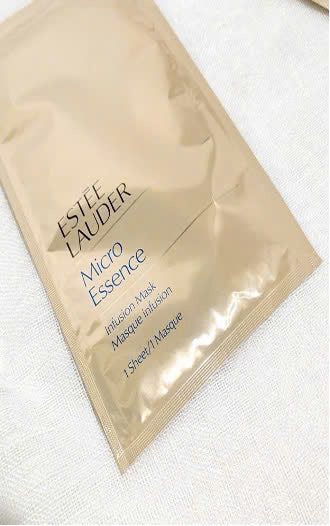 ESTĒE
LAUDER
Micro
Essence
Infusion Mask
Masque infusion
1 Sheet/1 Masque